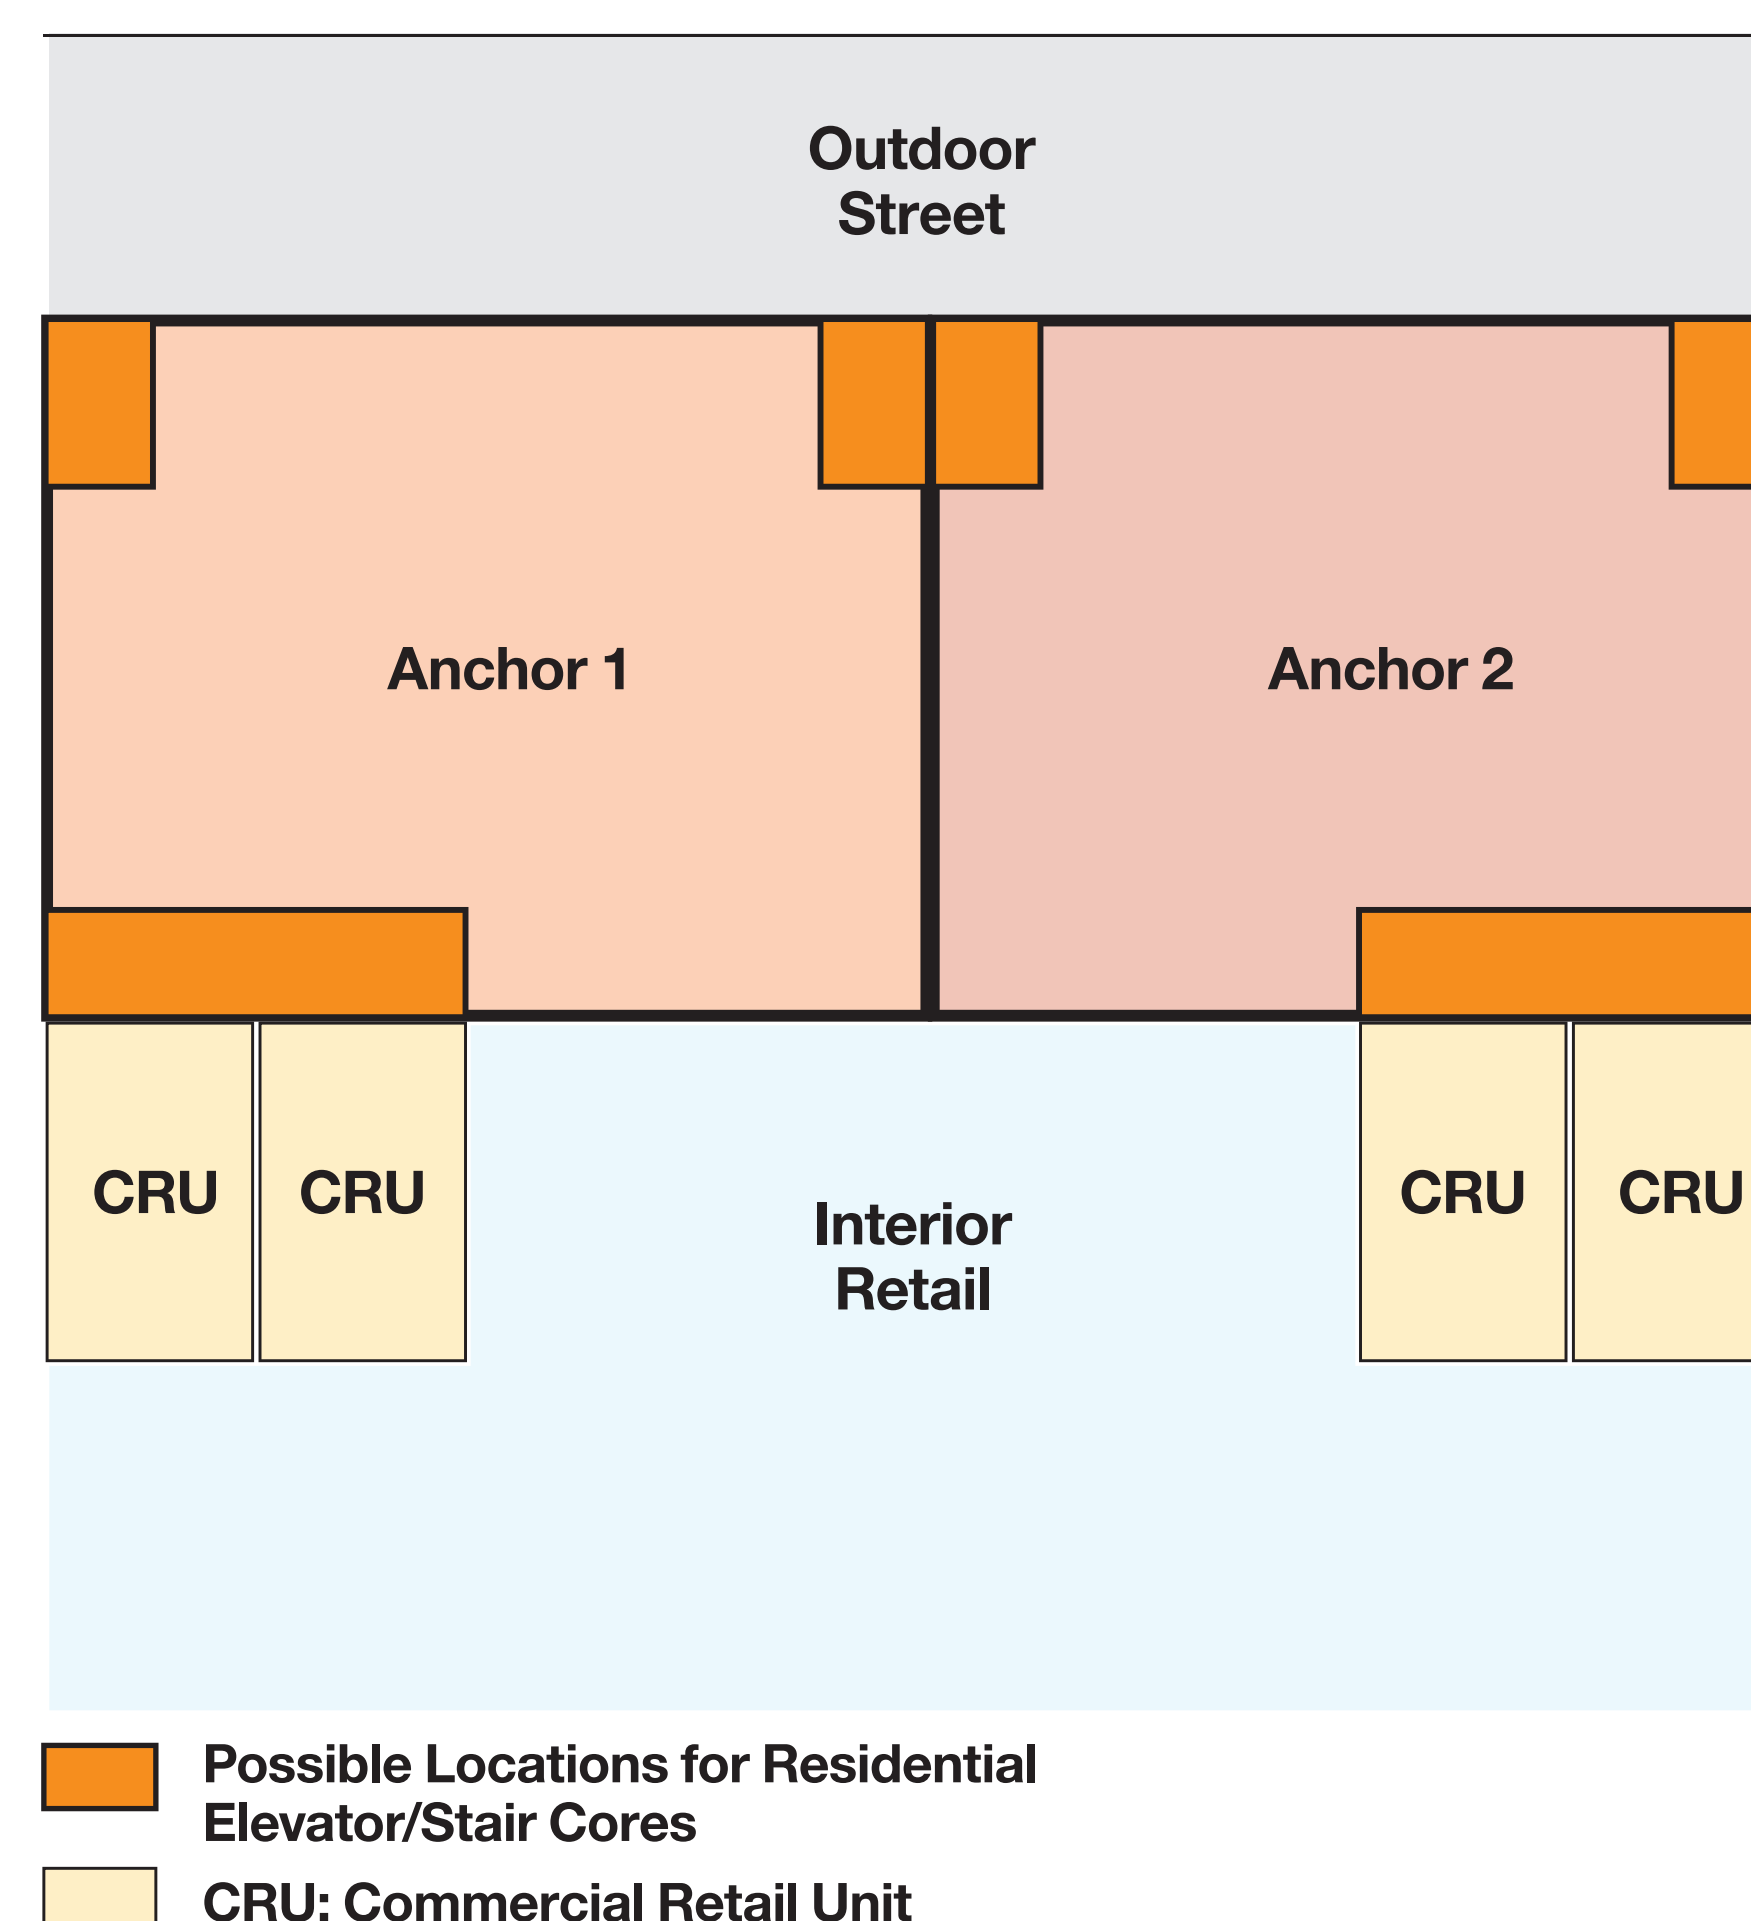 Outdoor
Street
Anchor 1
Anchor 2
CRU
CRU
CRU
CRU
Interior
Retail
Possible Locations for Residential
Elevator/Stair Cores
CRU: Commercial Retail Unit